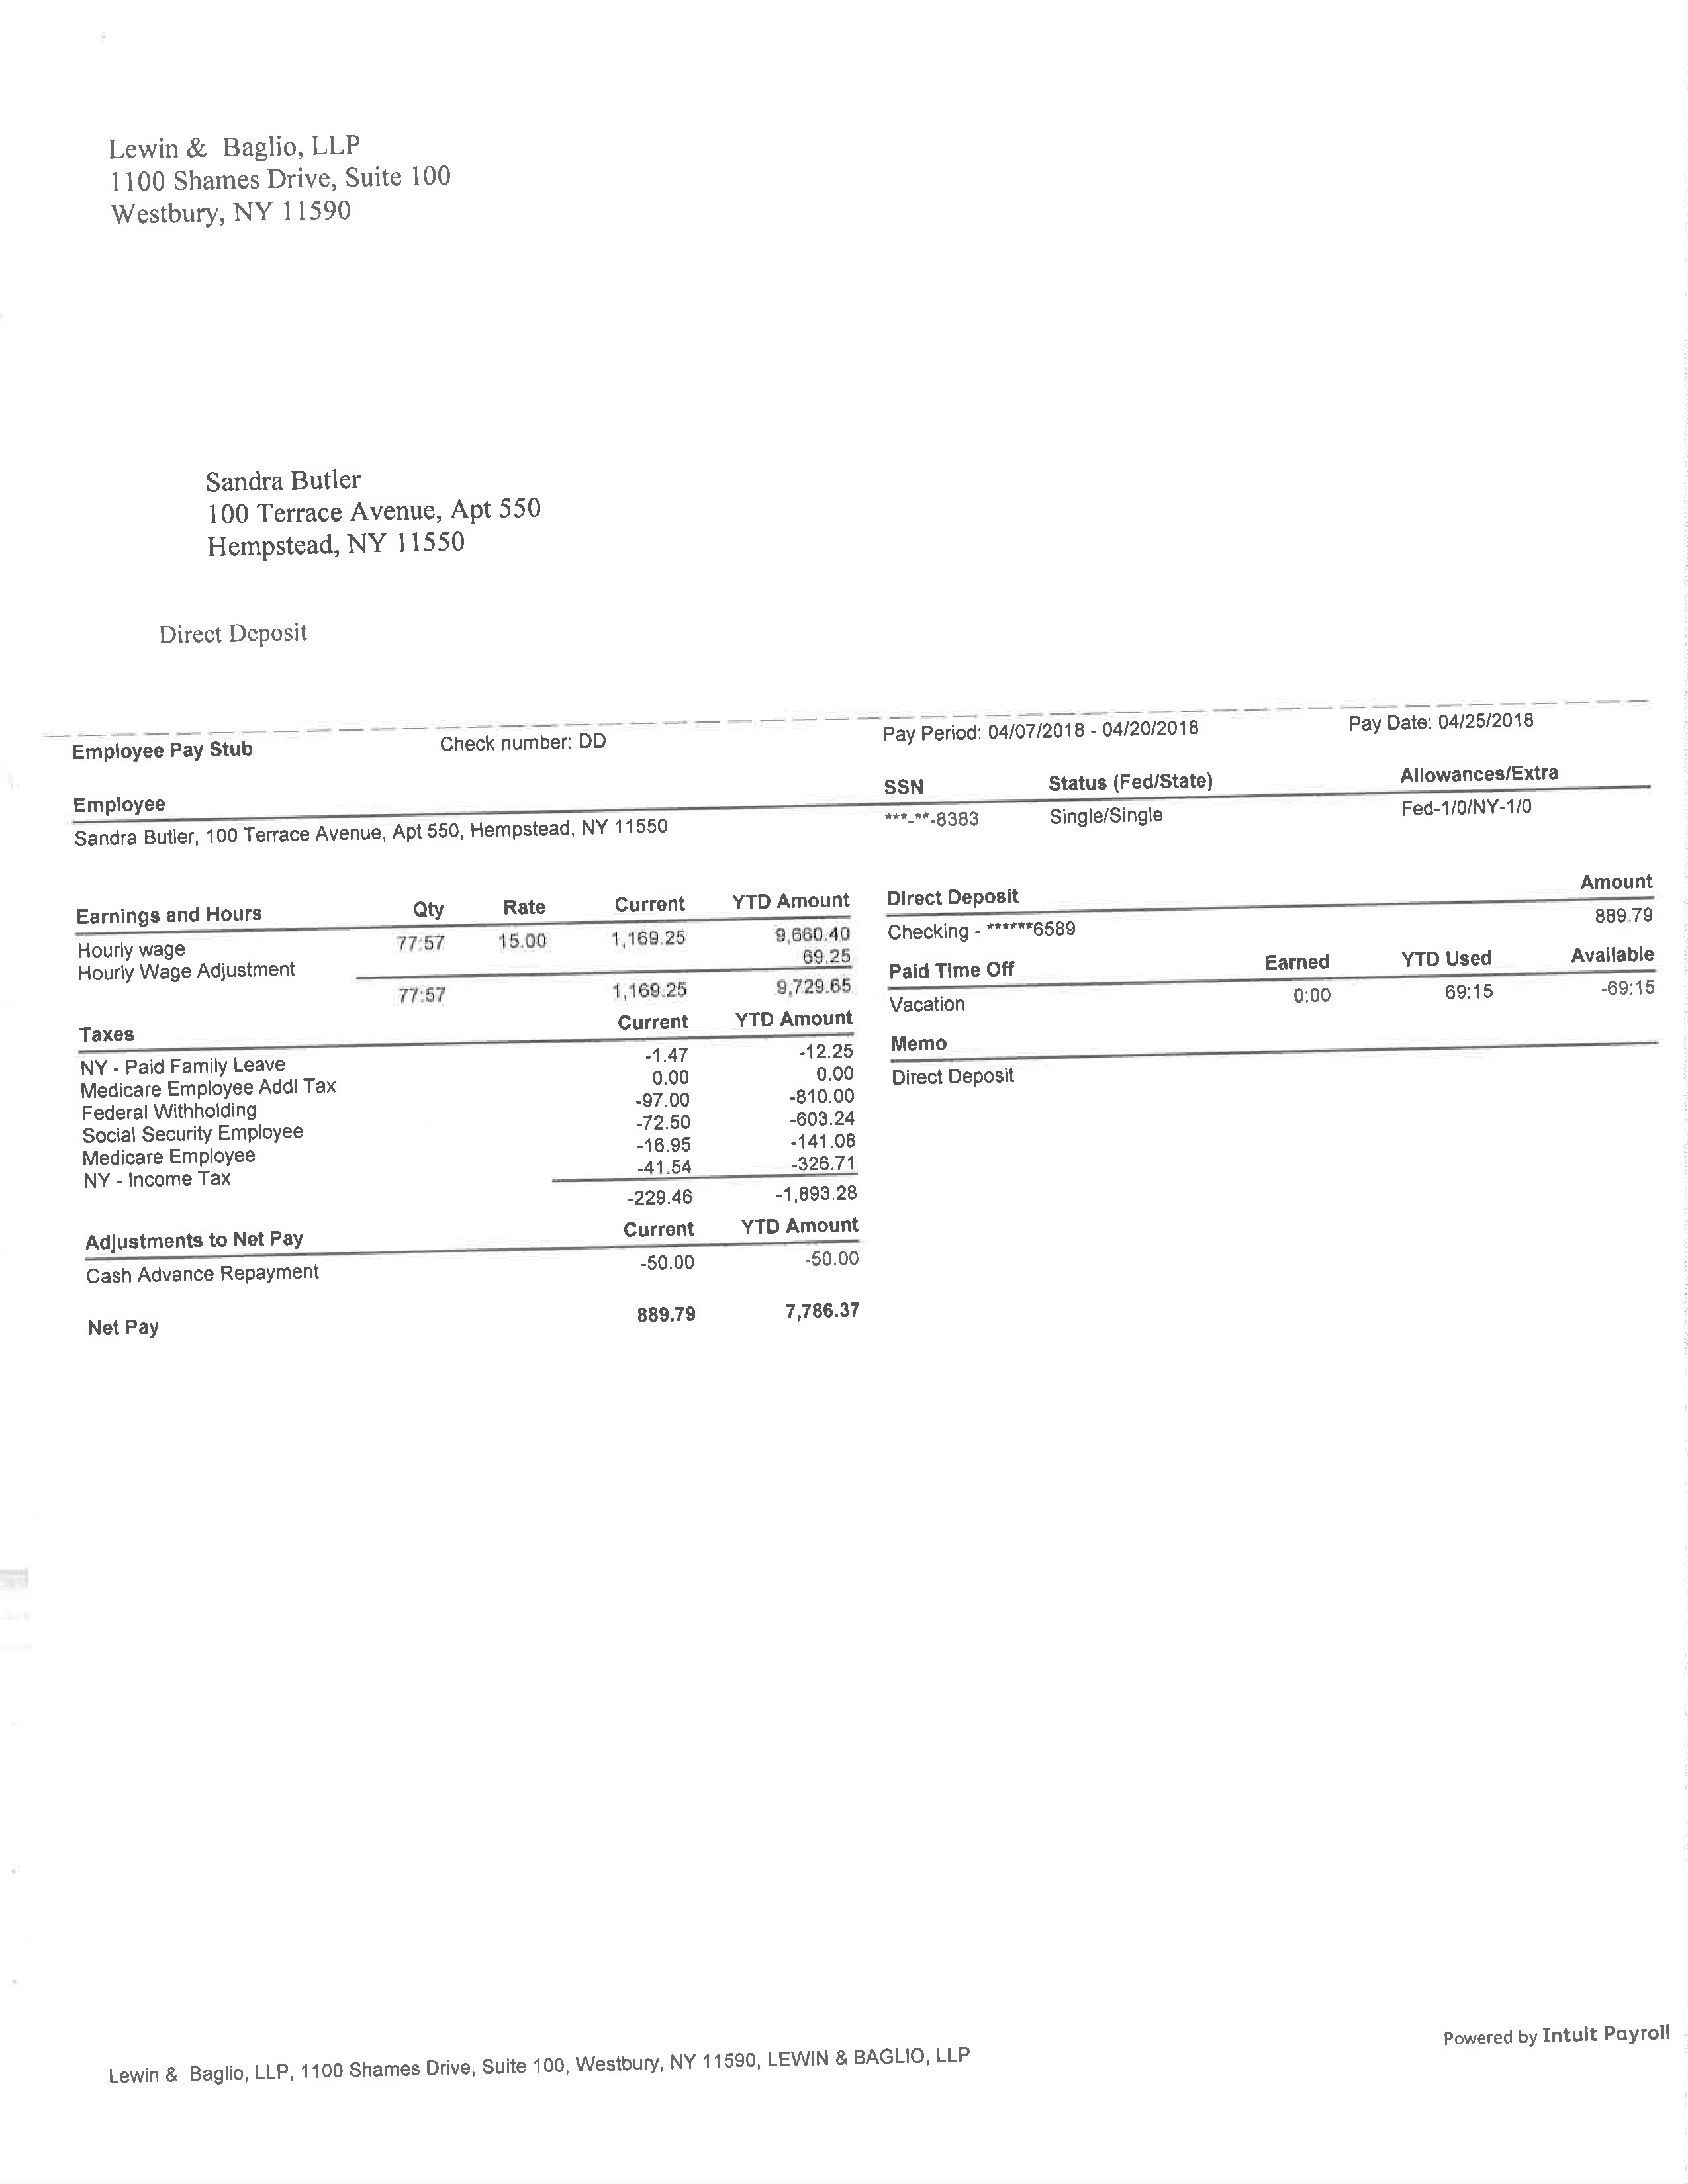 Lewin & Baglio, LLP
1100 Shames Drive, Suite 100
Westbury, NY 11590
Sandra Butler
100 Terrace Avenue, Apt 550
Hempstead, NY 11550
Direct Deposit
Employee Pay Stub Check number: DD Pay Period: 04/07/2018 - 04/20/2018 Pay Date: 04/25/2018
Employee SSN Status (Fed/State) Allowances/Extra
Sandra Butler, 100 Terrace Avenue, Apt 550, Hempstead, NY 11550 ***-**-8383 Single/Single Fed-1/0/NY-1/0
Earnings and Hours Qty Rate Current YTD Amount
Hourly wage 77:57 15.00 1,169.25 9,660.40
Hourly Wage Adjustment 69.25
77:57 1,169.25 9,729.65
Taxes Current YTD Amount
NY - Paid Family Leave -1.47 -12.25
Medicare Employee Addl Tax 0.00 0.00
Federal Withholding -97.00 -810.00
Social Security Employee -72.50 -603.24
Medicare Employee -16.95 -141.08
NY - Income Tax -41.54 -326.71
-229.46 -1,893.28
Adjustments to Net Pay Current YTD Amount
Cash Advance Repayment -50.00 -50.00
Net Pay 889.79 7,786.37
Direct Deposit Amount
Checking - ******6589 889.79
Paid Time Off Earned YTD Used Available
Vacation 0:00 69:15 -69:15
Memo
Direct Deposit
Powered by Intuit Payroll
Lewin & Baglio, LLP, 1100 Shames Drive, Suite 100, Westbury, NY 11590, LEWIN & BAGLIO, LLP